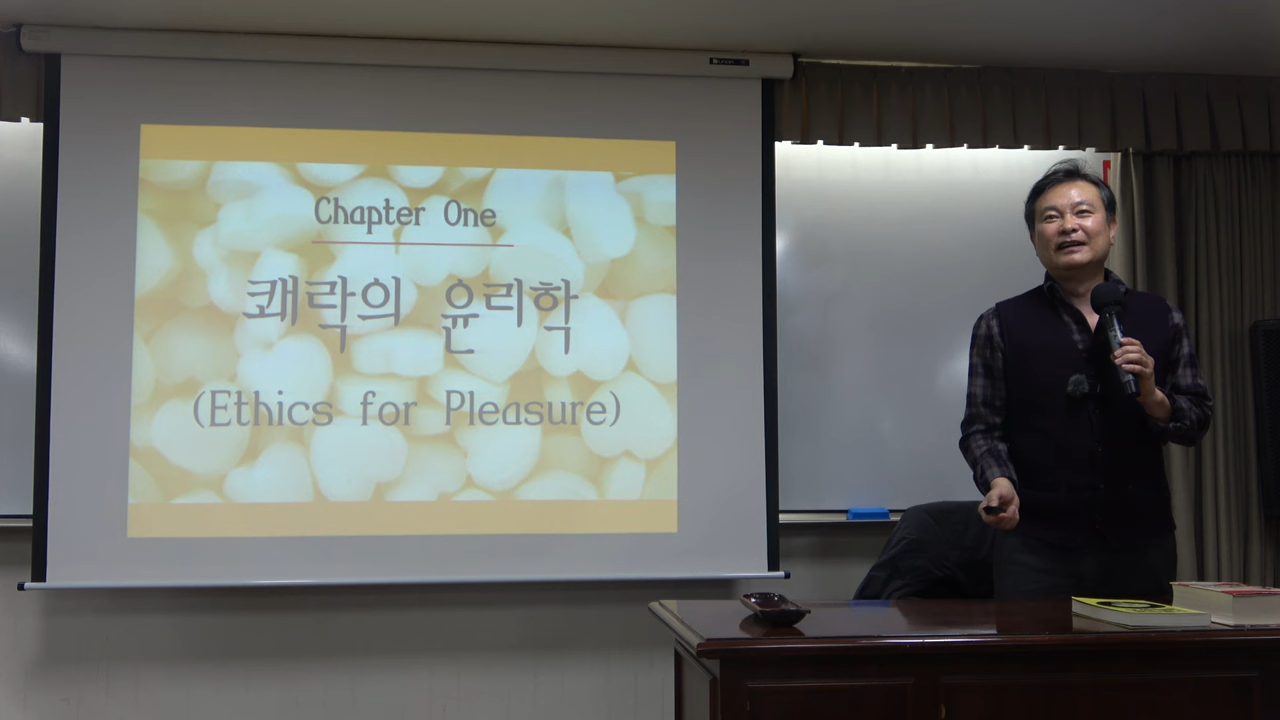 Chapter One
쾌락의 윤리학
(Ethics for Pleasure)